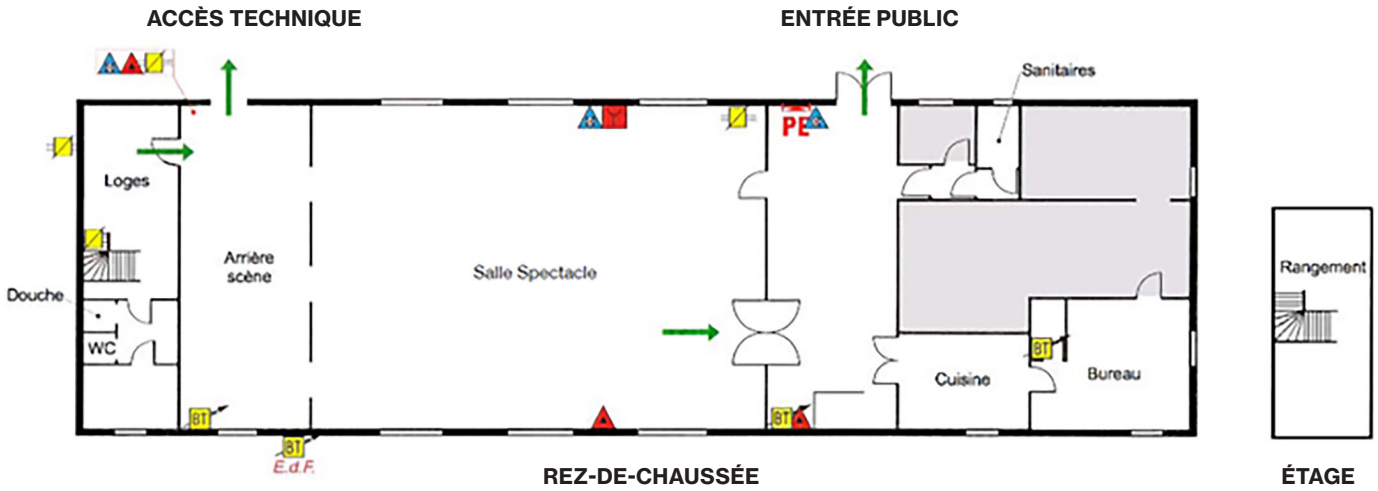 ACCÈS TECHNIQUE
ENTRÉE PUBLIC
Sanitaires
PE
Loges
Arrière
scène
Salle Spectacle
Rangement
Douche
WC
BT
Cuisine
Bureau
BT
BT
BT
E.d.F.
REZ-DE-CHAUSSÉE
ÉTAGE